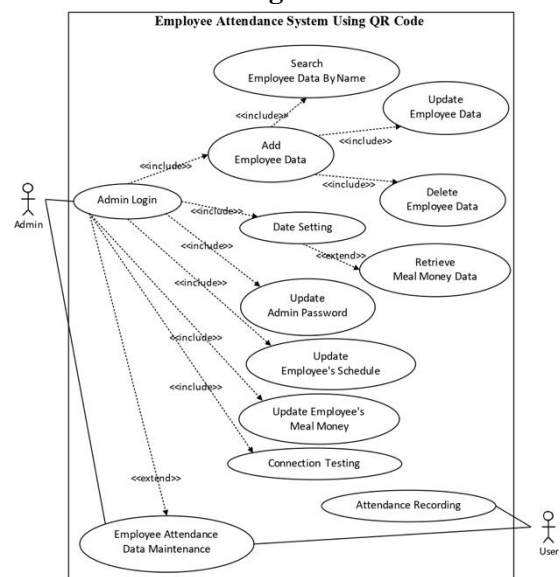 Employee Attendance System Using QR Code
Search
Employee Data By Name
Update
Employee Data
<<include>>
Add
Employee Data
<<include>>
<<include>>
<<include>>
Delete
Employee Data
Admin
Admin Login
<<include>>
Date Setting
<<extend>>
Retrieve
Meal Money Data
<<include>>
Update
Admin Password
<<include>>
Update
Employee's Schedule
<<include>>
<<include>>
Update Employee's
Meal Money
Connection Testing
<<extend>>
Attendance Recording
Employee Attendance
Data Maintenance
User